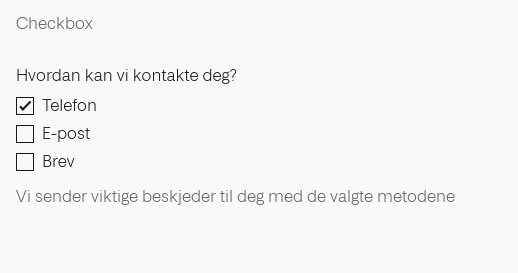 Checkbox
Hvordan kan vi kontakte deg?
Telefon
E-post
Brev
Vi sender viktige beskjeder til deg med de valgte metodene